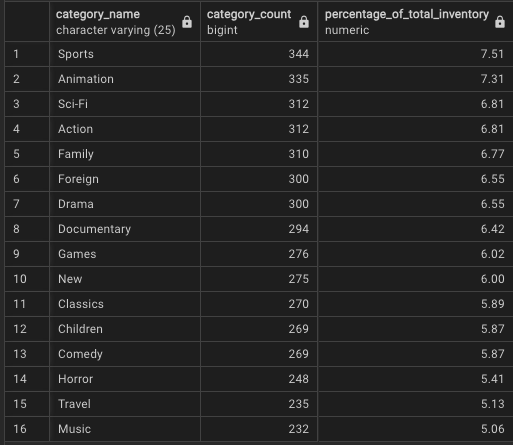 category_name category_count percentage_of_total_inventory
character varying (25) bigint numeric
1 Sports 344 7.51
2 Animation 335 7.31
3 Sci-Fi 312 6.81
4 Action 312 6.81
5 Family 310 6.77
6 Foreign 300 6.55
7 Drama 300 6.55
8 Documentary 294 6.42
9 Games 276 6.02
10 New 275 6.00
11 Classics 270 5.89
12 Children 269 5.87
13 Comedy 269 5.87
14 Horror 248 5.41
15 Travel 235 5.13
16 Music 232 5.06